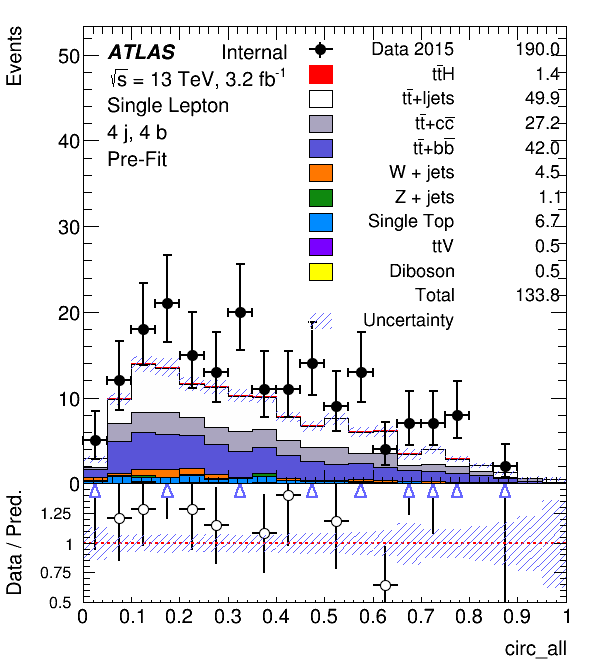 Events
50
40
30
20
10
0
ATLAS Internal
√s = 13 TeV, 3.2 fb-1
Single Lepton
4 j, 4 b
Pre-Fit
Data 2015 190.0
tt̄H 1.4
tt̄+ljets 49.9
tt̄+cc̄ 27.2
tt̄+bb̄ 42.0
W + jets 4.5
Z + jets 1.1
Single Top 6.7
ttV 0.5
Diboson 0.5
Total 133.8
Uncertainty
Data / Pred.
1.25
1
0.75
0.5
0 0.1 0.2 0.3 0.4 0.5 0.6 0.7 0.8 0.9 1
circ_all